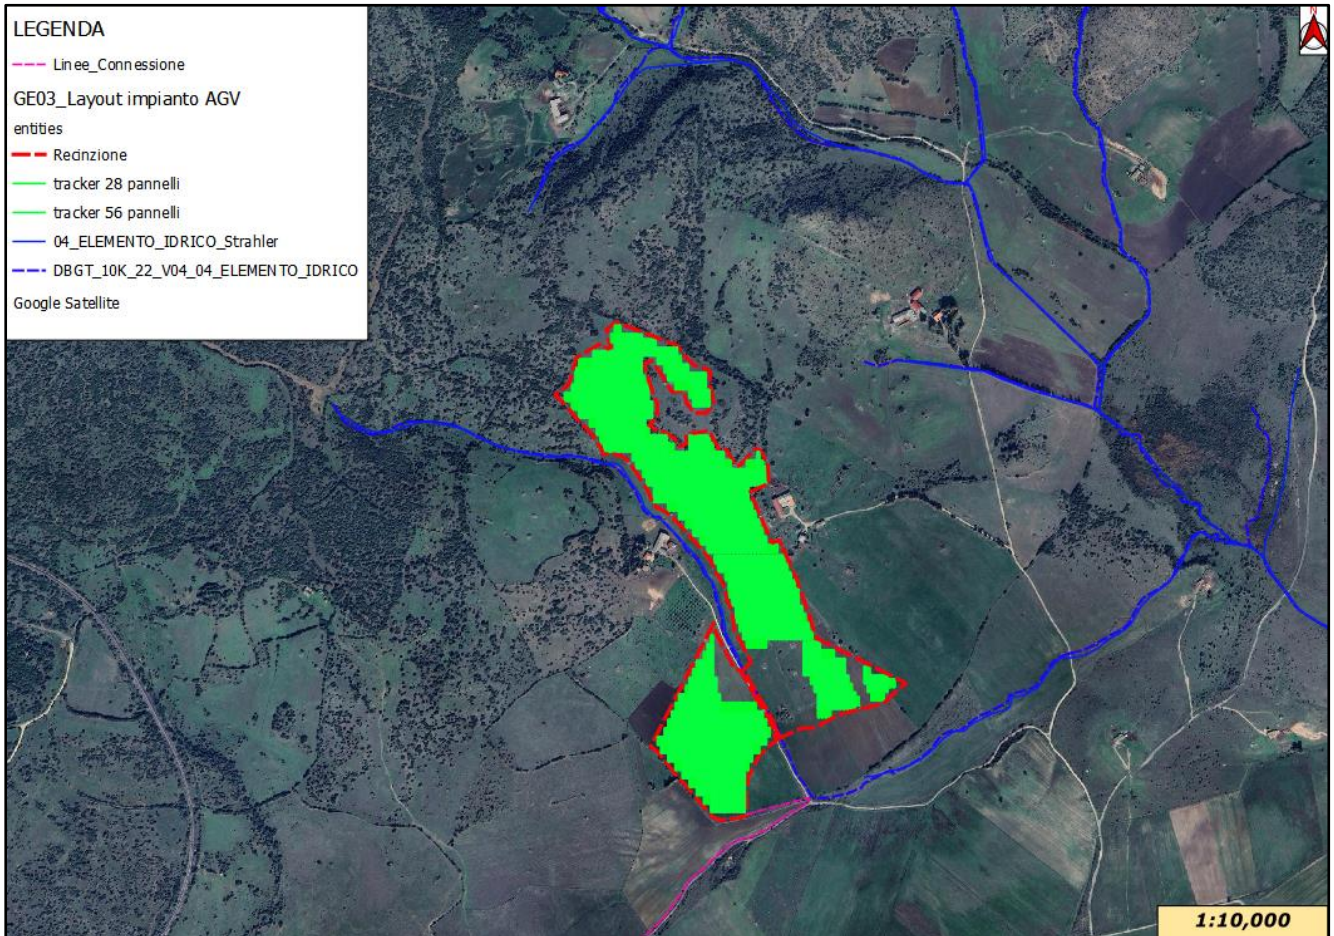 LEGENDA
Linee_Connessione
GE03_Layout impianto AGV
entities
Recinzione
tracker 28 pannelli
tracker 56 pannelli
04_ELEMENTO_IDRICO_Strahler
DBGT_10K_22_V04_04_ELEMENTO_IDRICO
Google Satellite
N
1:10,000